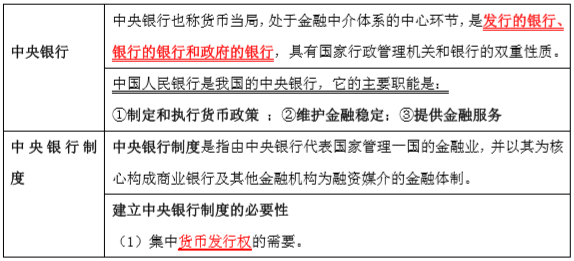 中央银行也称货币当局，处于金融中介体系的中心环节，是发行的银行、
银行的银行和政府的银行，具有国家行政管理机关和银行的双重性质。
中央银行
中国人民银行是我国的中央银行，它的主要职能是：
①制定和执行货币政策 ；②维护金融稳定；③提供金融服务
中央银行制
度
中央银行制度是指由中央银行代表国家管理一国的金融业，并以其为核
心构成商业银行及其他金融机构为融资媒介的金融体制。
建立中央银行制度的必要性
（1）集中货币发行权的需要。